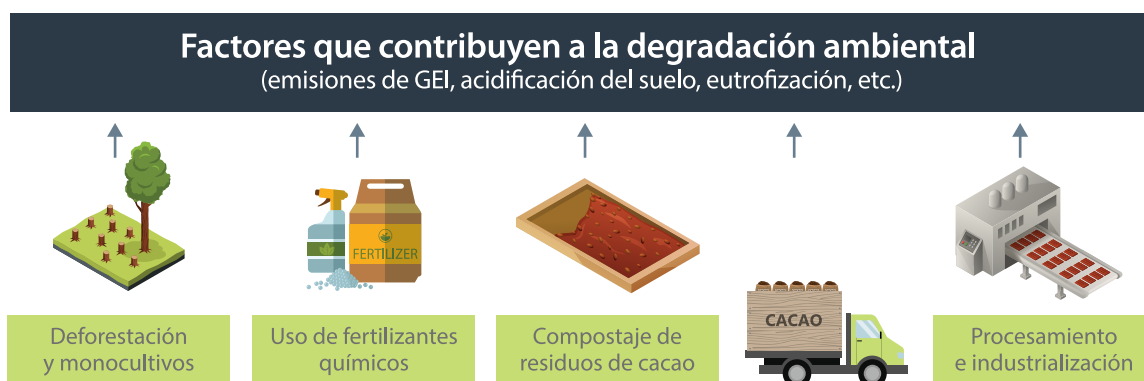 Factores que contribuyen a la degradación ambiental
(emisiones de GEI, acidificación del suelo, eutrofización, etc.)
FERTILIZER
CACAO
Deforestación
y monocultivos
Uso de fertilizantes
químicos
Compostaje de
residuos de cacao
Procesamiento
e industrialización